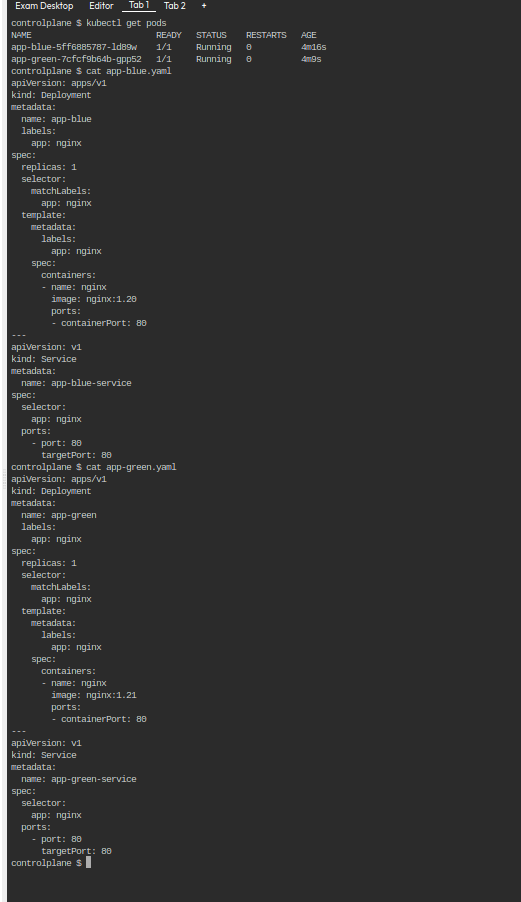 Exam Desktop Editor Tab 1 Tab 2 +
controlplane $ kubectl get pods
NAME READY STATUS RESTARTS AGE
app-blue-5ff6885787-ld89w 1/1 Running 0 4m16s
app-green-7cfcf9b64b-gpp52 1/1 Running 0 4m9s
controlplane $ cat app-blue.yaml
apiVersion: apps/v1
kind: Deployment
metadata:
  name: app-blue
  labels:
    app: nginx
spec:
  replicas: 1
  selector:
    matchLabels:
      app: nginx
  template:
    metadata:
      labels:
        app: nginx
    spec:
      containers:
      - name: nginx
        image: nginx:1.20
        ports:
        - containerPort: 80
---
apiVersion: v1
kind: Service
metadata:
  name: app-blue-service
spec:
  selector:
    app: nginx
  ports:
    - port: 80
      targetPort: 80
controlplane $ cat app-green.yaml
apiVersion: apps/v1
kind: Deployment
metadata:
  name: app-green
  labels:
    app: nginx
spec:
  replicas: 1
  selector:
    matchLabels:
      app: nginx
  template:
    metadata:
      labels:
        app: nginx
    spec:
      containers:
      - name: nginx
        image: nginx:1.21
        ports:
        - containerPort: 80
---
apiVersion: v1
kind: Service
metadata:
  name: app-green-service
spec:
  selector:
    app: nginx
  ports:
    - port: 80
      targetPort: 80
controlplane $